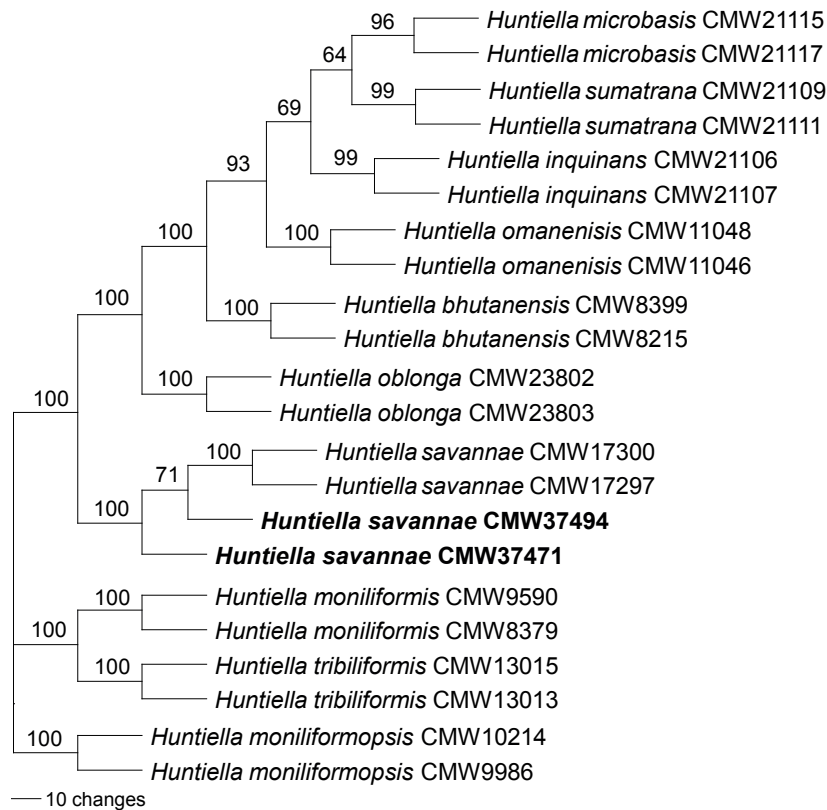 96
Huntiella microbasis CMW21115
Huntiella microbasis CMW21117
64
99
Huntiella sumatrana CMW21109
Huntiella sumatrana CMW21111
69
99
Huntiella inquinans CMW21106
Huntiella inquinans CMW21107
93
100
Huntiella omanenisis CMW11048
Huntiella omanenisis CMW11046
100
100
Huntiella bhutanensis CMW8399
Huntiella bhutanensis CMW8215
100
100
Huntiella oblonga CMW23802
Huntiella oblonga CMW23803
100
100
Huntiella savannae CMW17300
Huntiella savannae CMW17297
71
100
Huntiella savannae CMW37494
Huntiella savannae CMW37471
100
Huntiella moniliformis CMW9590
Huntiella moniliformis CMW8379
100
100
Huntiella tribiliformis CMW13015
Huntiella tribiliformis CMW13013
100
Huntiella moniliformopsis CMW10214
Huntiella moniliformopsis CMW9986
10 changes